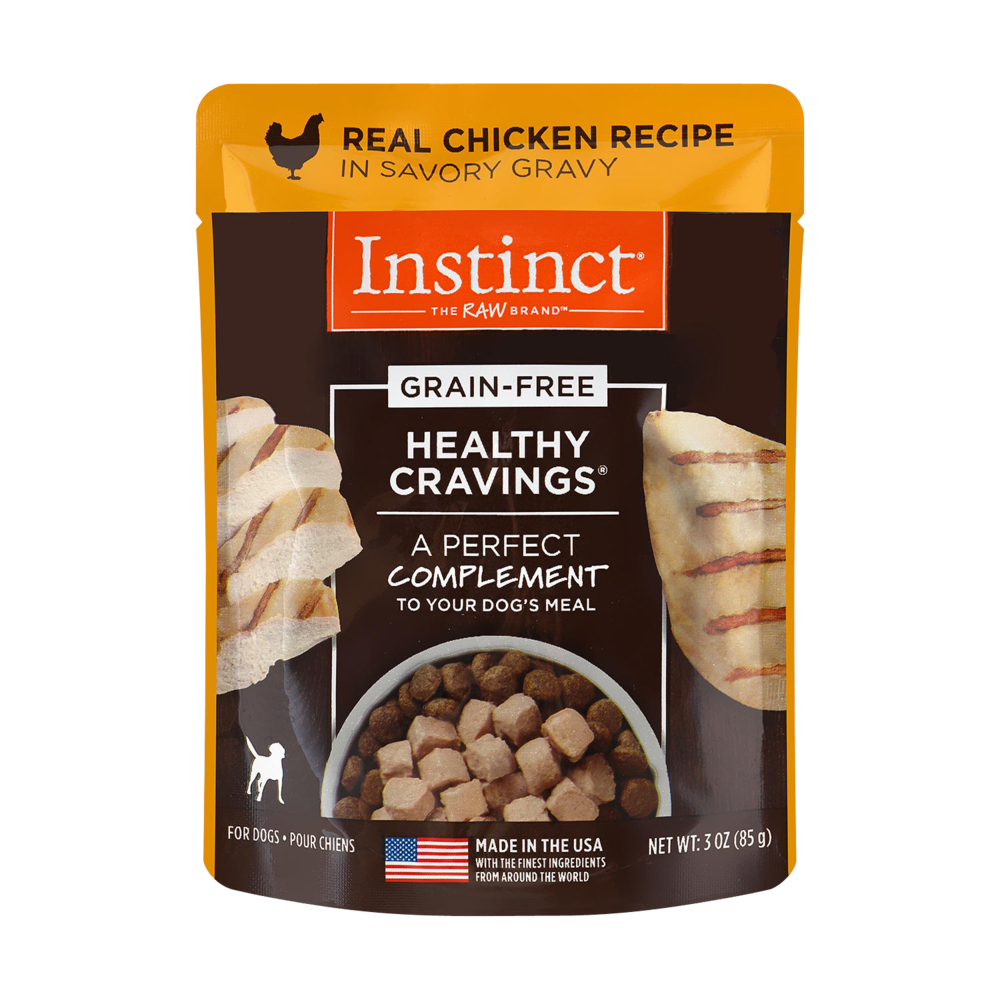 REAL CHICKEN RECIPE
IN SAVORY GRAVY
Instinct®
THE RAW BRAND™
GRAIN-FREE
HEALTHY
CRAVINGS®
A PERFECT
COMPLEMENT
TO YOUR DOG'S MEAL
FOR DOGS • POUR CHIENS
MADE IN THE USA
WITH THE FINEST INGREDIENTS
FROM AROUND THE WORLD
NET WT: 3 OZ (85 g)